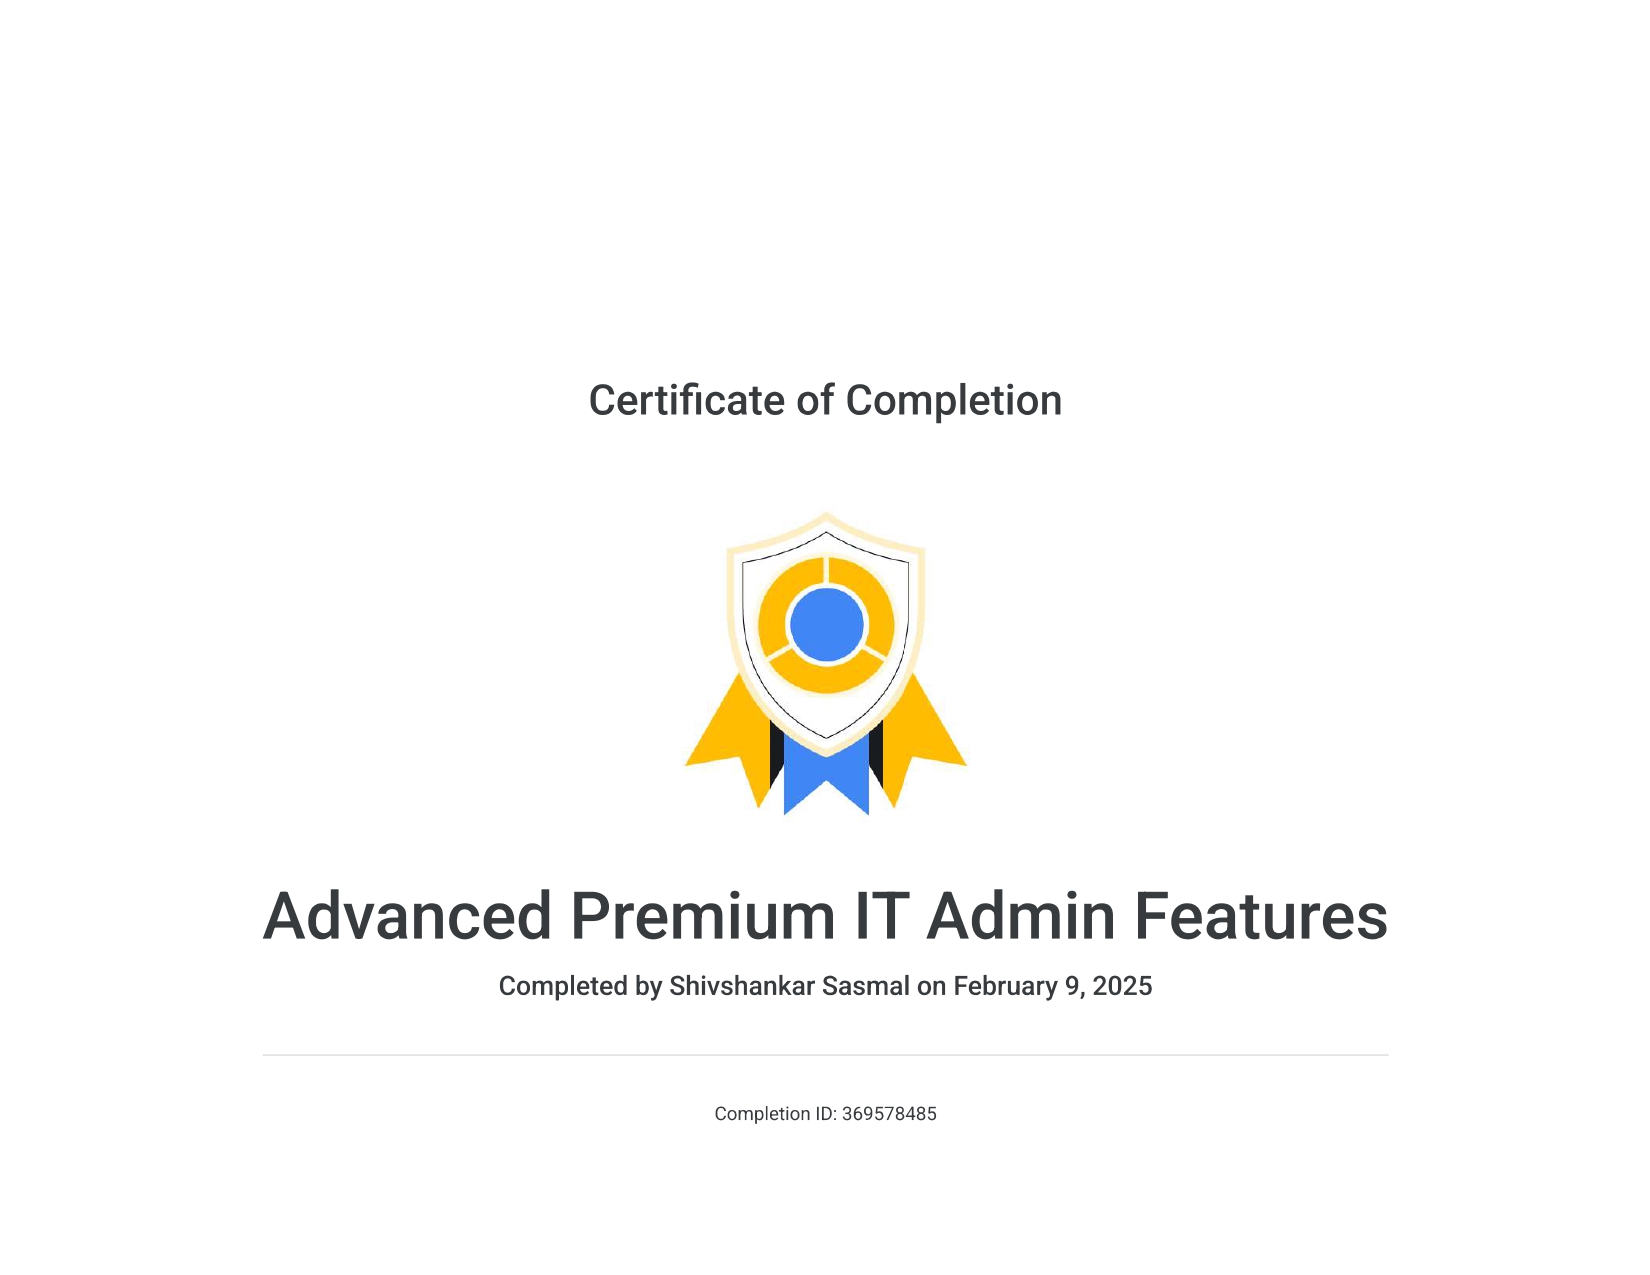 Certificate of Completion
Advanced Premium IT Admin Features
Completed by Shivshankar Sasmal on February 9, 2025
Completion ID: 369578485